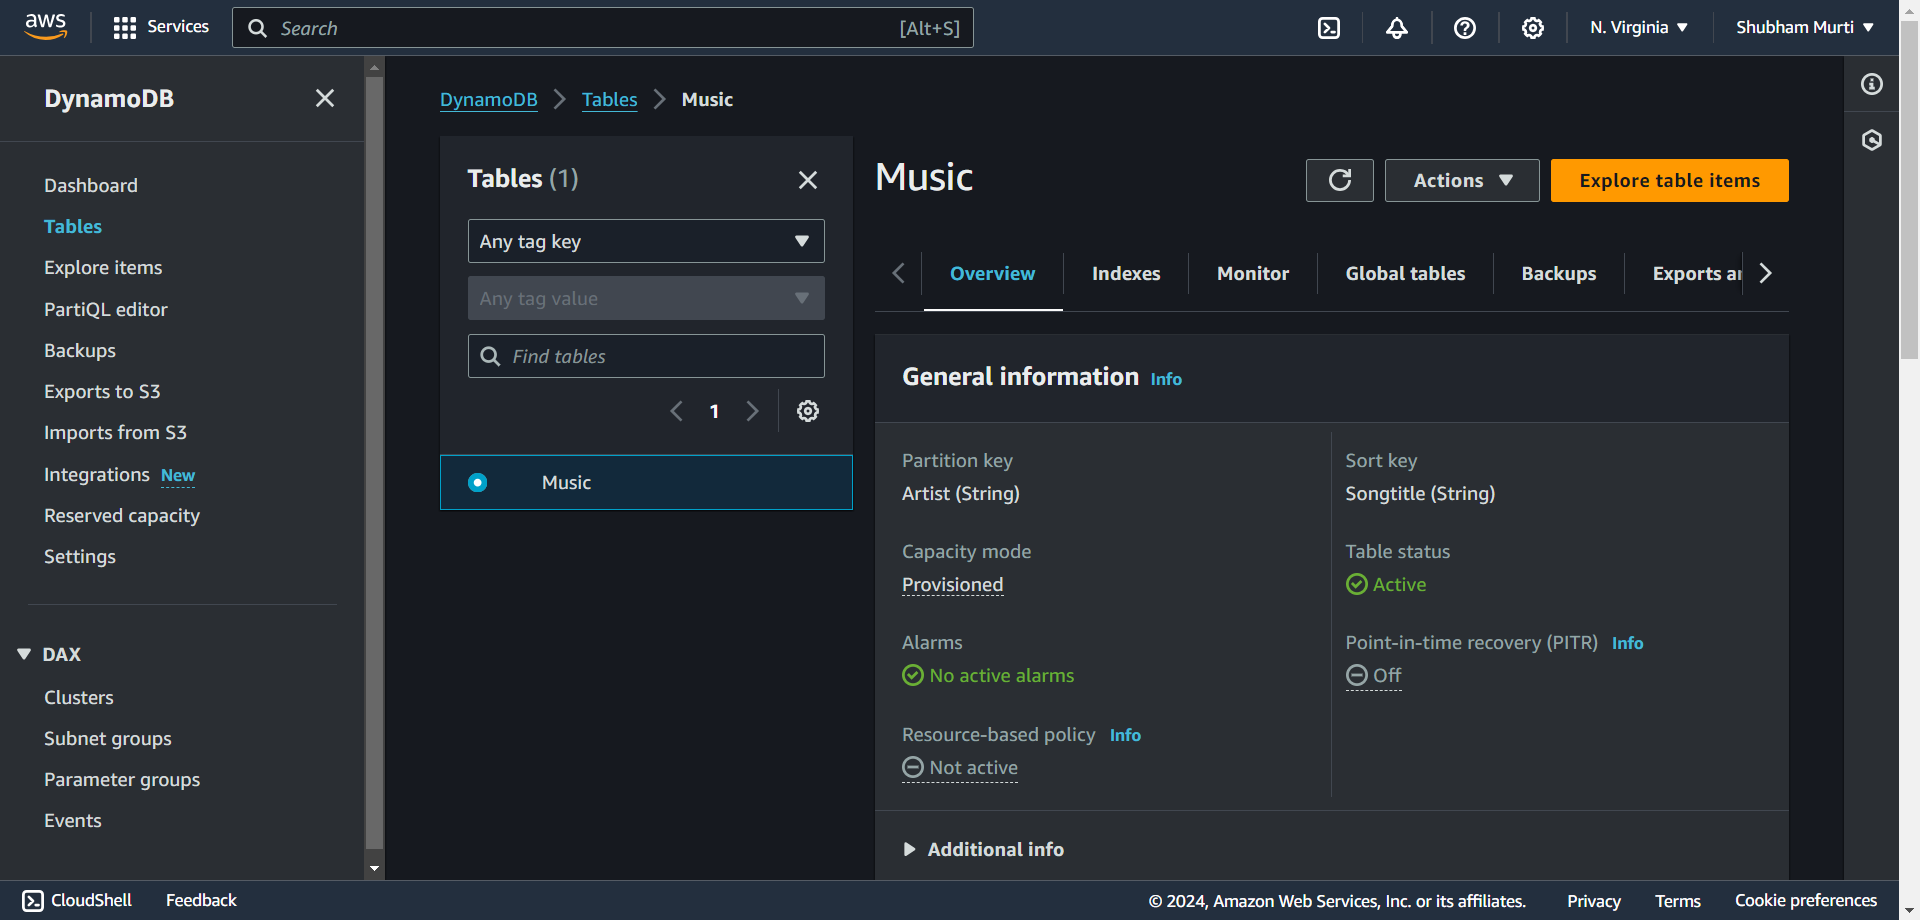 aws
Services
Search
[Alt+S]
N. Virginia
Shubham Murti
DynamoDB
Dashboard
Tables
Explore items
PartiQL editor
Backups
Exports to S3
Imports from S3
Integrations New
Reserved capacity
Settings
DAX
Clusters
Subnet groups
Parameter groups
Events
DynamoDB
Tables
Music
Tables (1)
Any tag key
Any tag value
Find tables
1
Music
Music
Actions
Explore table items
Overview
Indexes
Monitor
Global tables
Backups
Exports a
General information Info
Partition key
Artist (String)
Sort key
Songtitle (String)
Capacity mode
Provisioned
Table status
Active
Alarms
No active alarms
Point-in-time recovery (PITR) Info
Off
Resource-based policy Info
Not active
Additional info
CloudShell
Feedback
© 2024, Amazon Web Services, Inc. or its affiliates.
Privacy
Terms
Cookie preferences